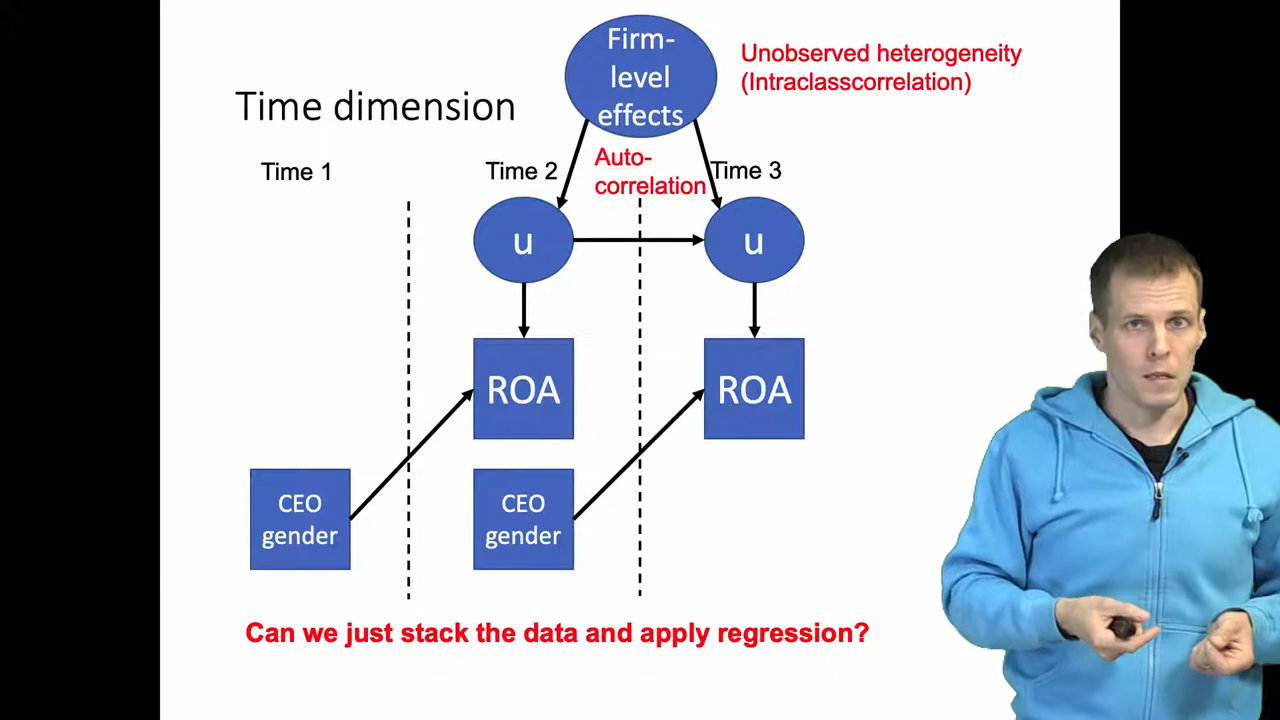 Firm-
level
effects
Unobserved heterogeneity
(Intraclasscorrelation)
Time dimension
Time 1
Time 2
Auto-
correlation
Time 3
u
u
ROA
ROA
CEO
gender
CEO
gender
Can we just stack the data and apply regression?